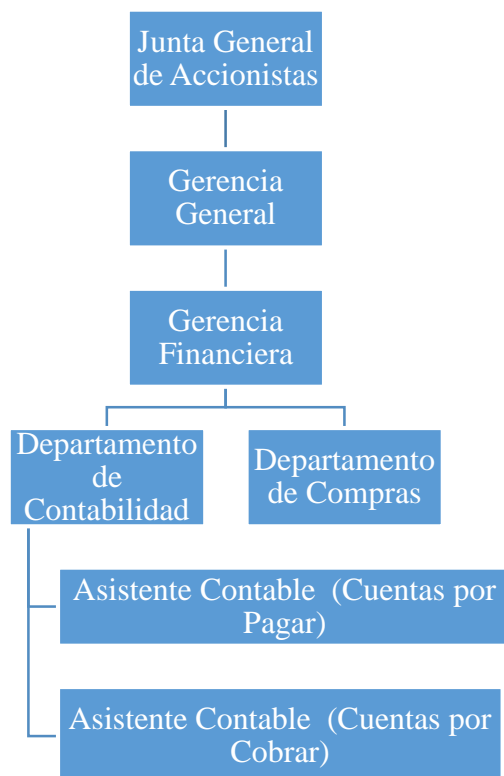 Junta General
de Accionistas
Gerencia
General
Gerencia
Financiera
Departamento
de
Contabilidad
Departamento
de Compras
Asistente Contable (Cuentas por
Pagar)
Asistente Contable (Cuentas por
Cobrar)